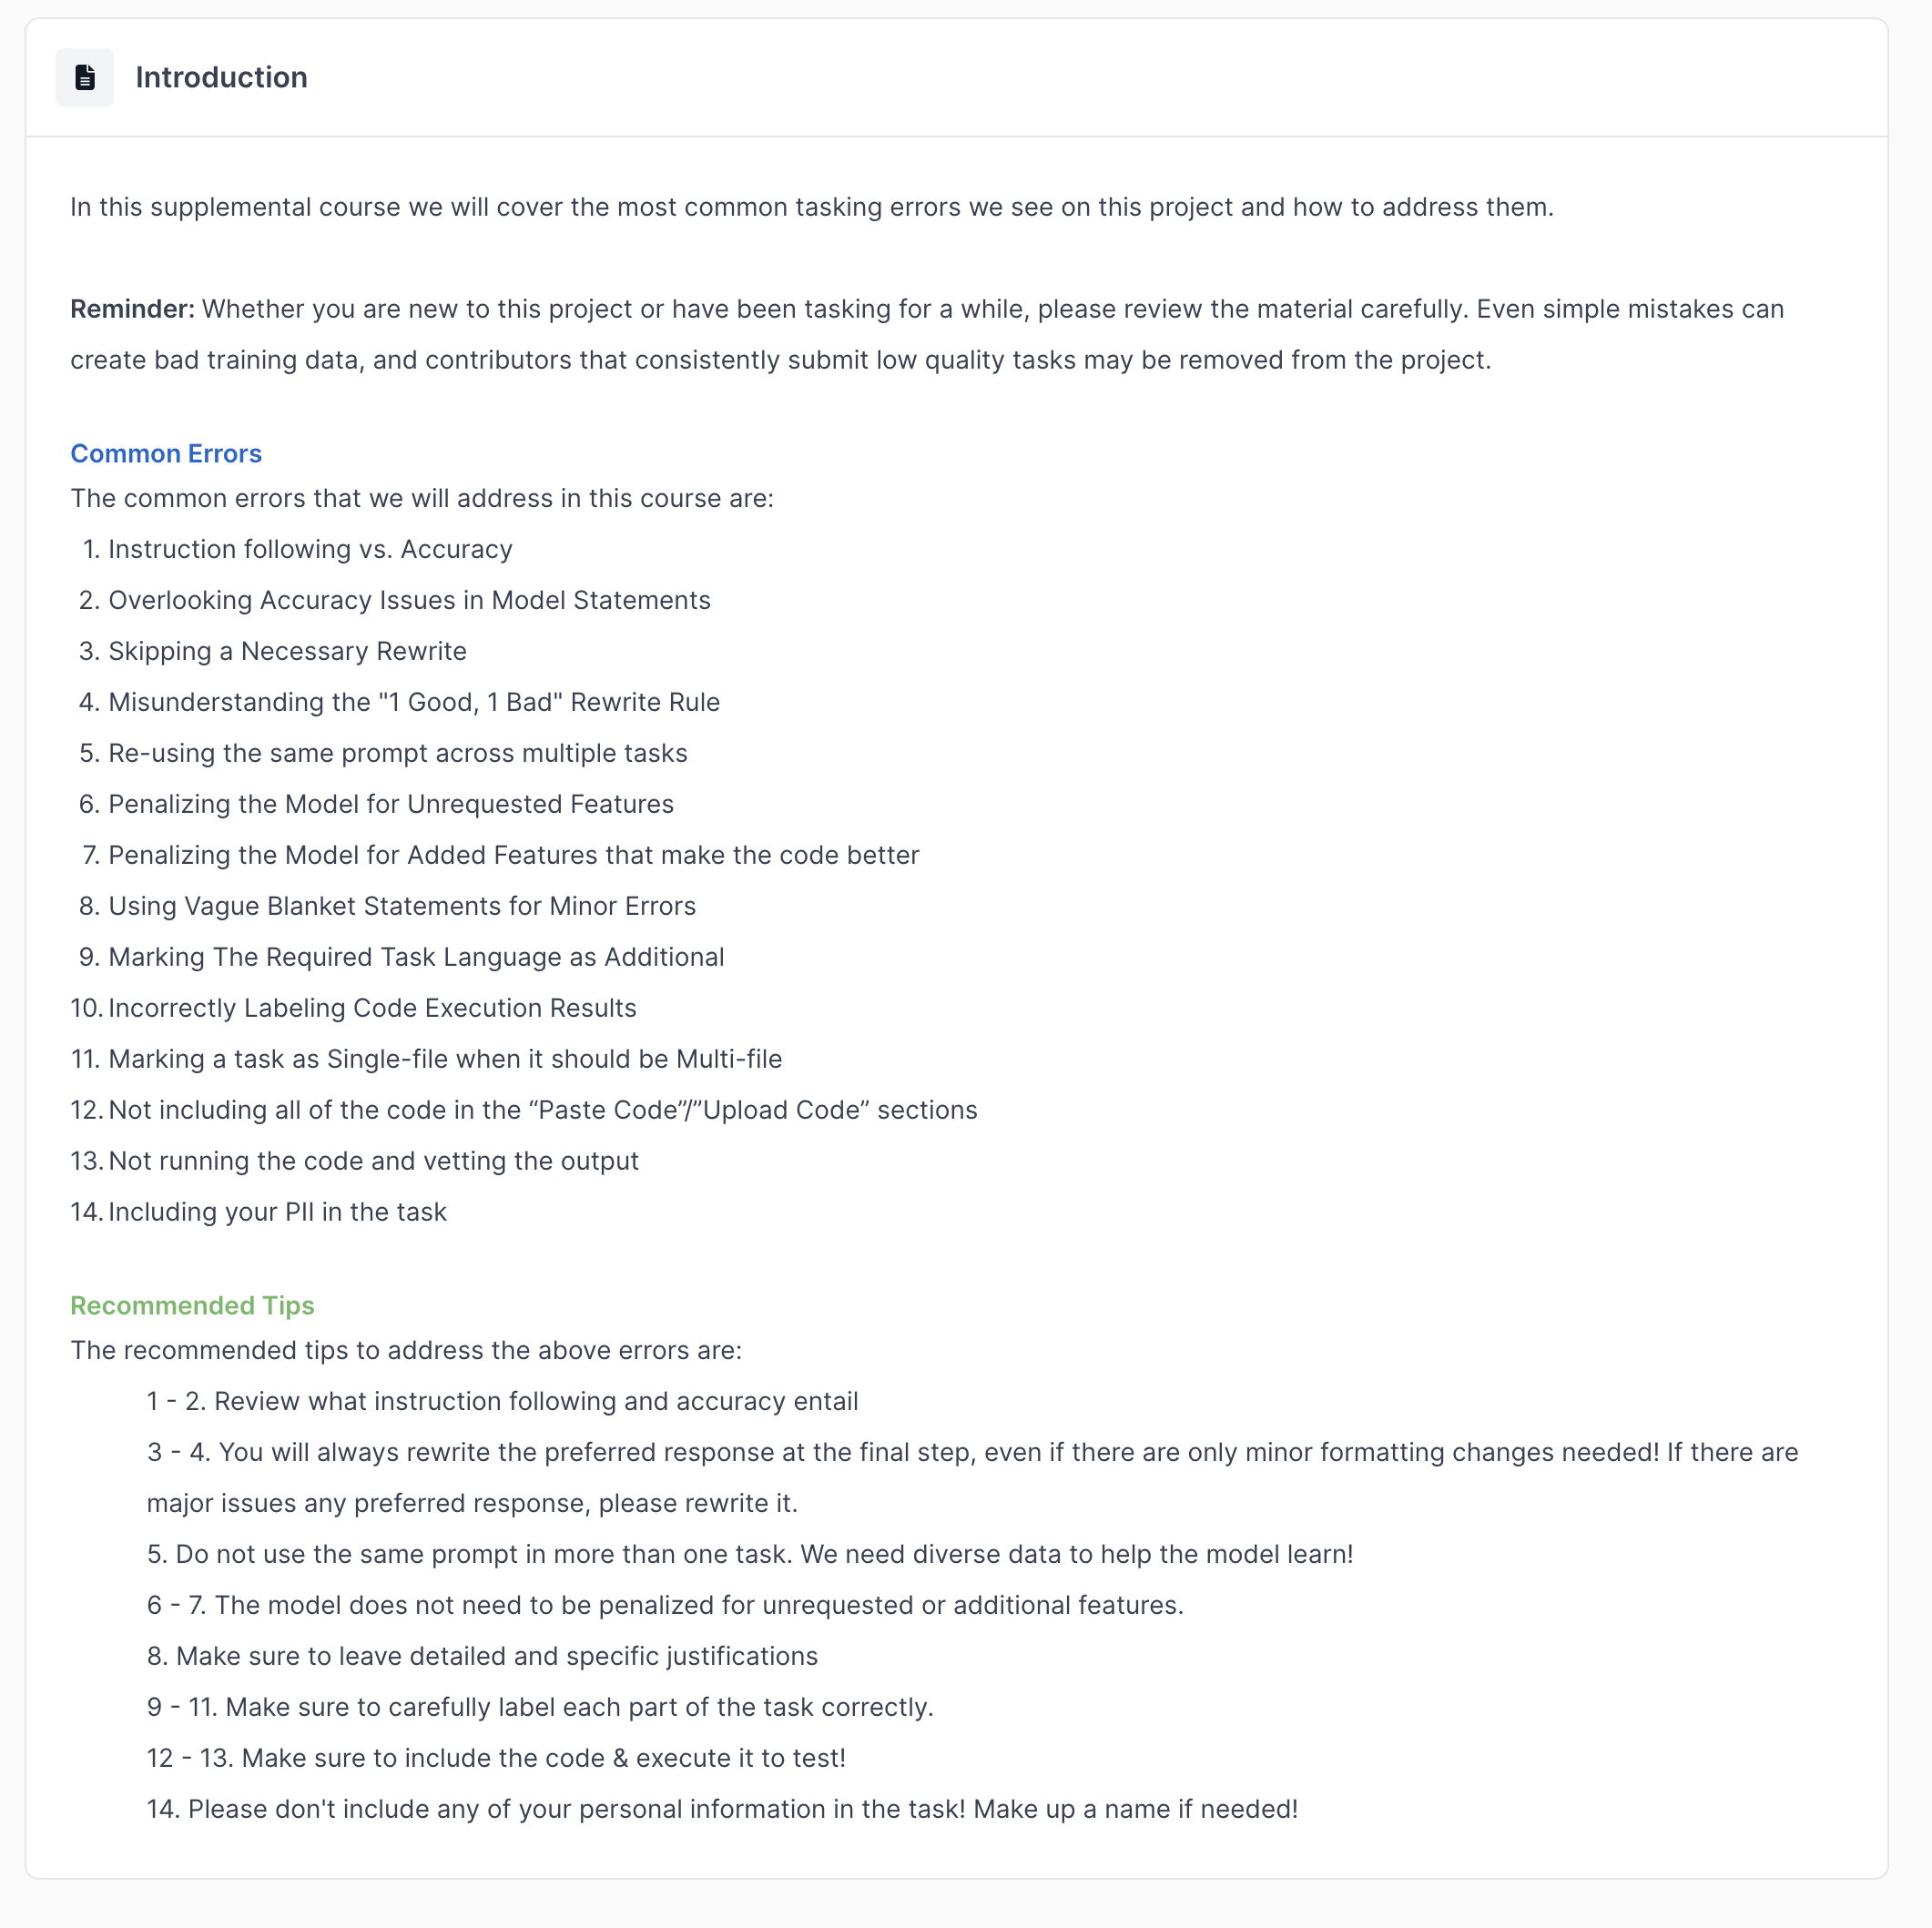 Introduction
In this supplemental course we will cover the most common tasking errors we see on this project and how to address them.
Reminder: Whether you are new to this project or have been tasking for a while, please review the material carefully. Even simple mistakes can
create bad training data, and contributors that consistently submit low quality tasks may be removed from the project.
Common Errors
The common errors that we will address in this course are:
1. Instruction following vs. Accuracy
2. Overlooking Accuracy Issues in Model Statements
3. Skipping a Necessary Rewrite
4. Misunderstanding the "1 Good, 1 Bad" Rewrite Rule
5. Re-using the same prompt across multiple tasks
6. Penalizing the Model for Unrequested Features
7. Penalizing the Model for Added Features that make the code better
8. Using Vague Blanket Statements for Minor Errors
9. Marking The Required Task Language as Additional
10. Incorrectly Labeling Code Execution Results
11. Marking a task as Single-file when it should be Multi-file
12. Not including all of the code in the “Paste Code”/”Upload Code” sections
13. Not running the code and vetting the output
14. Including your PII in the task
Recommended Tips
The recommended tips to address the above errors are:
1 - 2. Review what instruction following and accuracy entail
3 - 4. You will always rewrite the preferred response at the final step, even if there are only minor formatting changes needed! If there are
major issues any preferred response, please rewrite it.
5. Do not use the same prompt in more than one task. We need diverse data to help the model learn!
6 - 7. The model does not need to be penalized for unrequested or additional features.
8. Make sure to leave detailed and specific justifications
9 - 11. Make sure to carefully label each part of the task correctly.
12 - 13. Make sure to include the code & execute it to test!
14. Please don't include any of your personal information in the task! Make up a name if needed!